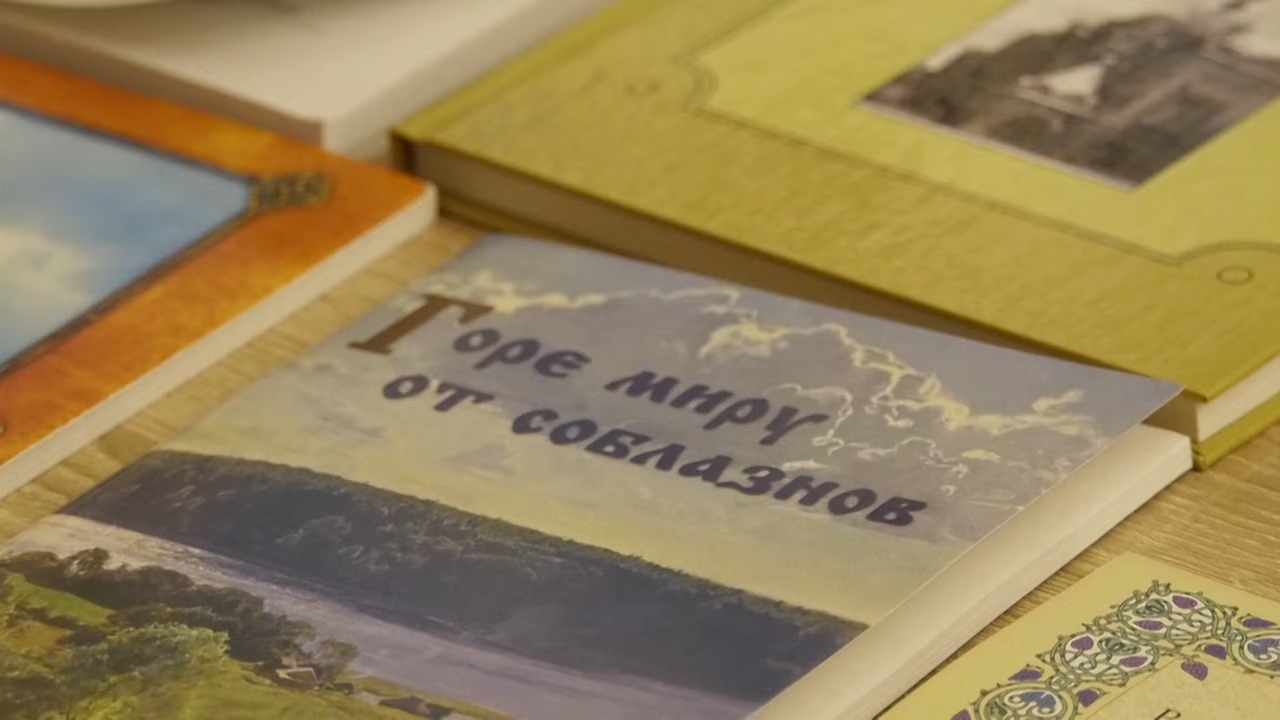 Горе миру
от соблазнов